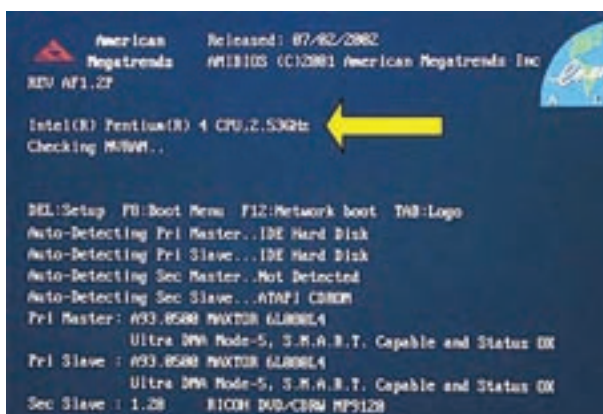 American Released: 07/02/2002
Megatrends AMIBIOS (C)2001 American Megatrends Inc
REV AF1.2P
Intel(R) Pentium(R) 4 CPU 2.53GHz
Checking NVRAM..
DEL:Setup F8:Boot Menu F12:Network boot TAB:Logo
Auto-Detecting Pri Master..IDE Hard Disk
Auto-Detecting Pri Slave...IDE Hard Disk
Auto-Detecting Sec Master..Not Detected
Auto-Detecting Sec Slave...ATAPI CDROM
Pri Master: A93.0500 MAXTOR
Ultra DMA Mode-5, S.M.A.R.T. Capable and Status OK
Pri Slave : A93.0500 MAXTOR
Ultra DMA Mode-5, S.M.A.R.T. Capable and Status OK
Sec Slave : 1.20 RICOH DVD/CDRW MP9120